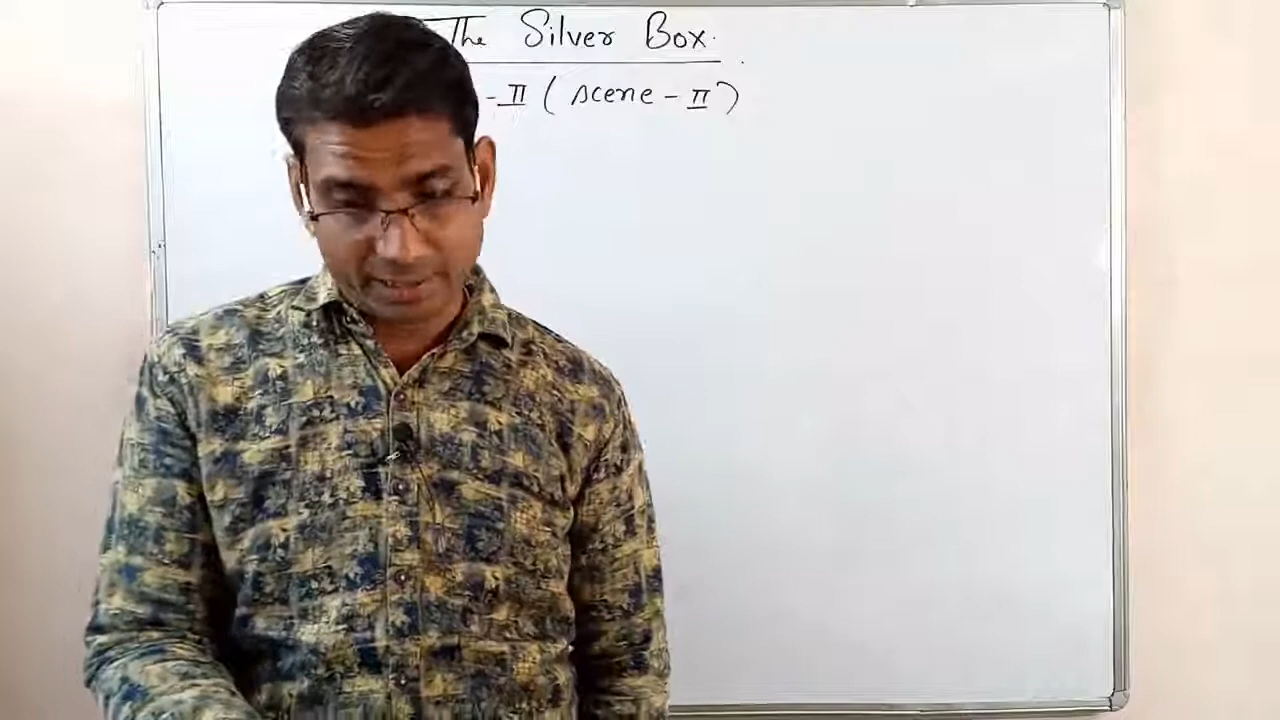 The Silver Box.
- II (scene - II)